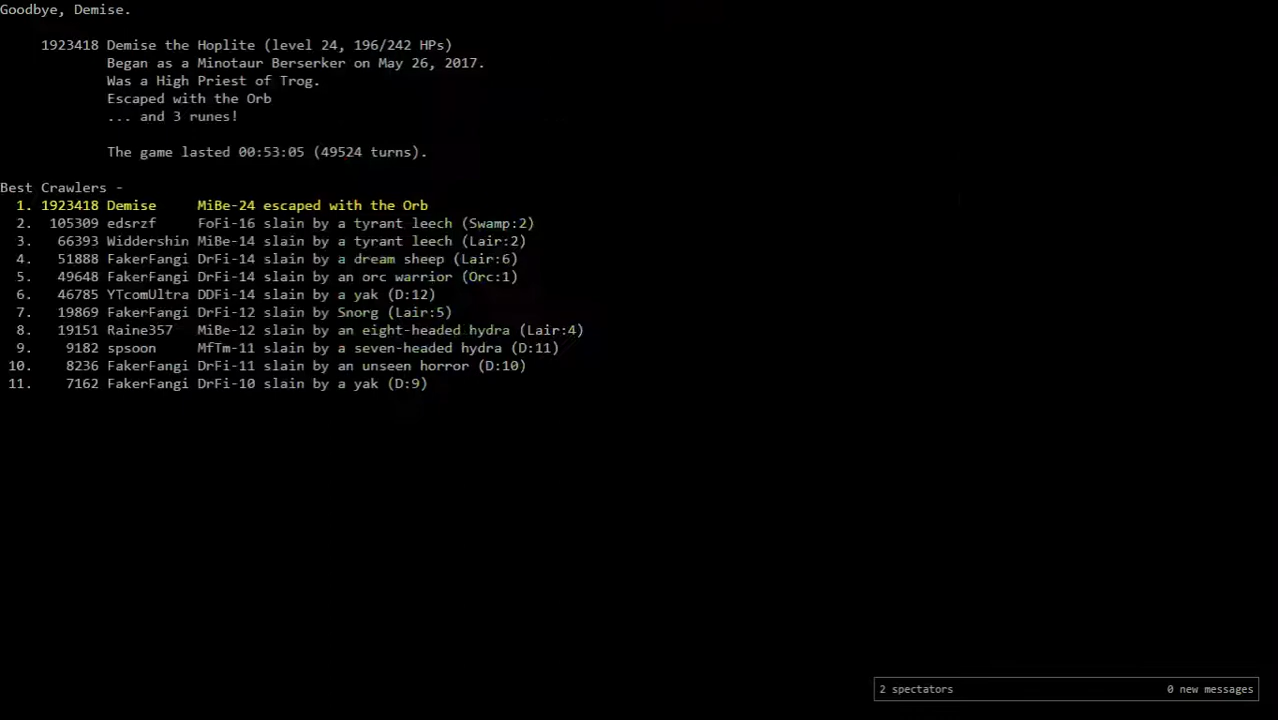 Goodbye, Demise.
1923418 Demise the Hoplite (level 24, 196/242 HPs)
Began as a Minotaur Berserker on May 26, 2017.
Was a High Priest of Trog.
Escaped with the Orb
... and 3 runes!
The game lasted 00:53:05 (49524 turns).
Best Crawlers -
1. 1923418 Demise MiBe-24 escaped with the Orb
2. 105309 edsrzf FoFi-16 slain by a tyrant leech (Swamp:2)
3. 66393 Widdershin MiBe-14 slain by a tyrant leech (Lair:2)
4. 51888 FakerFangi DrFi-14 slain by a dream sheep (Lair:6)
5. 49648 FakerFangi DrFi-14 slain by an orc warrior (Orc:1)
6. 46785 YTcomUltra DDFi-14 slain by a yak (D:12)
7. 19869 FakerFangi DrFi-12 slain by Snorg (Lair:5)
8. 19151 Raine357 MiBe-12 slain by an eight-headed hydra (Lair:4)
9. 9182 spsoon MfTm-11 slain by a seven-headed hydra (D:11)
10. 8236 FakerFangi DrFi-11 slain by an unseen horror (D:10)
11. 7162 FakerFangi DrFi-10 slain by a yak (D:9)
2 spectators 0 new messages